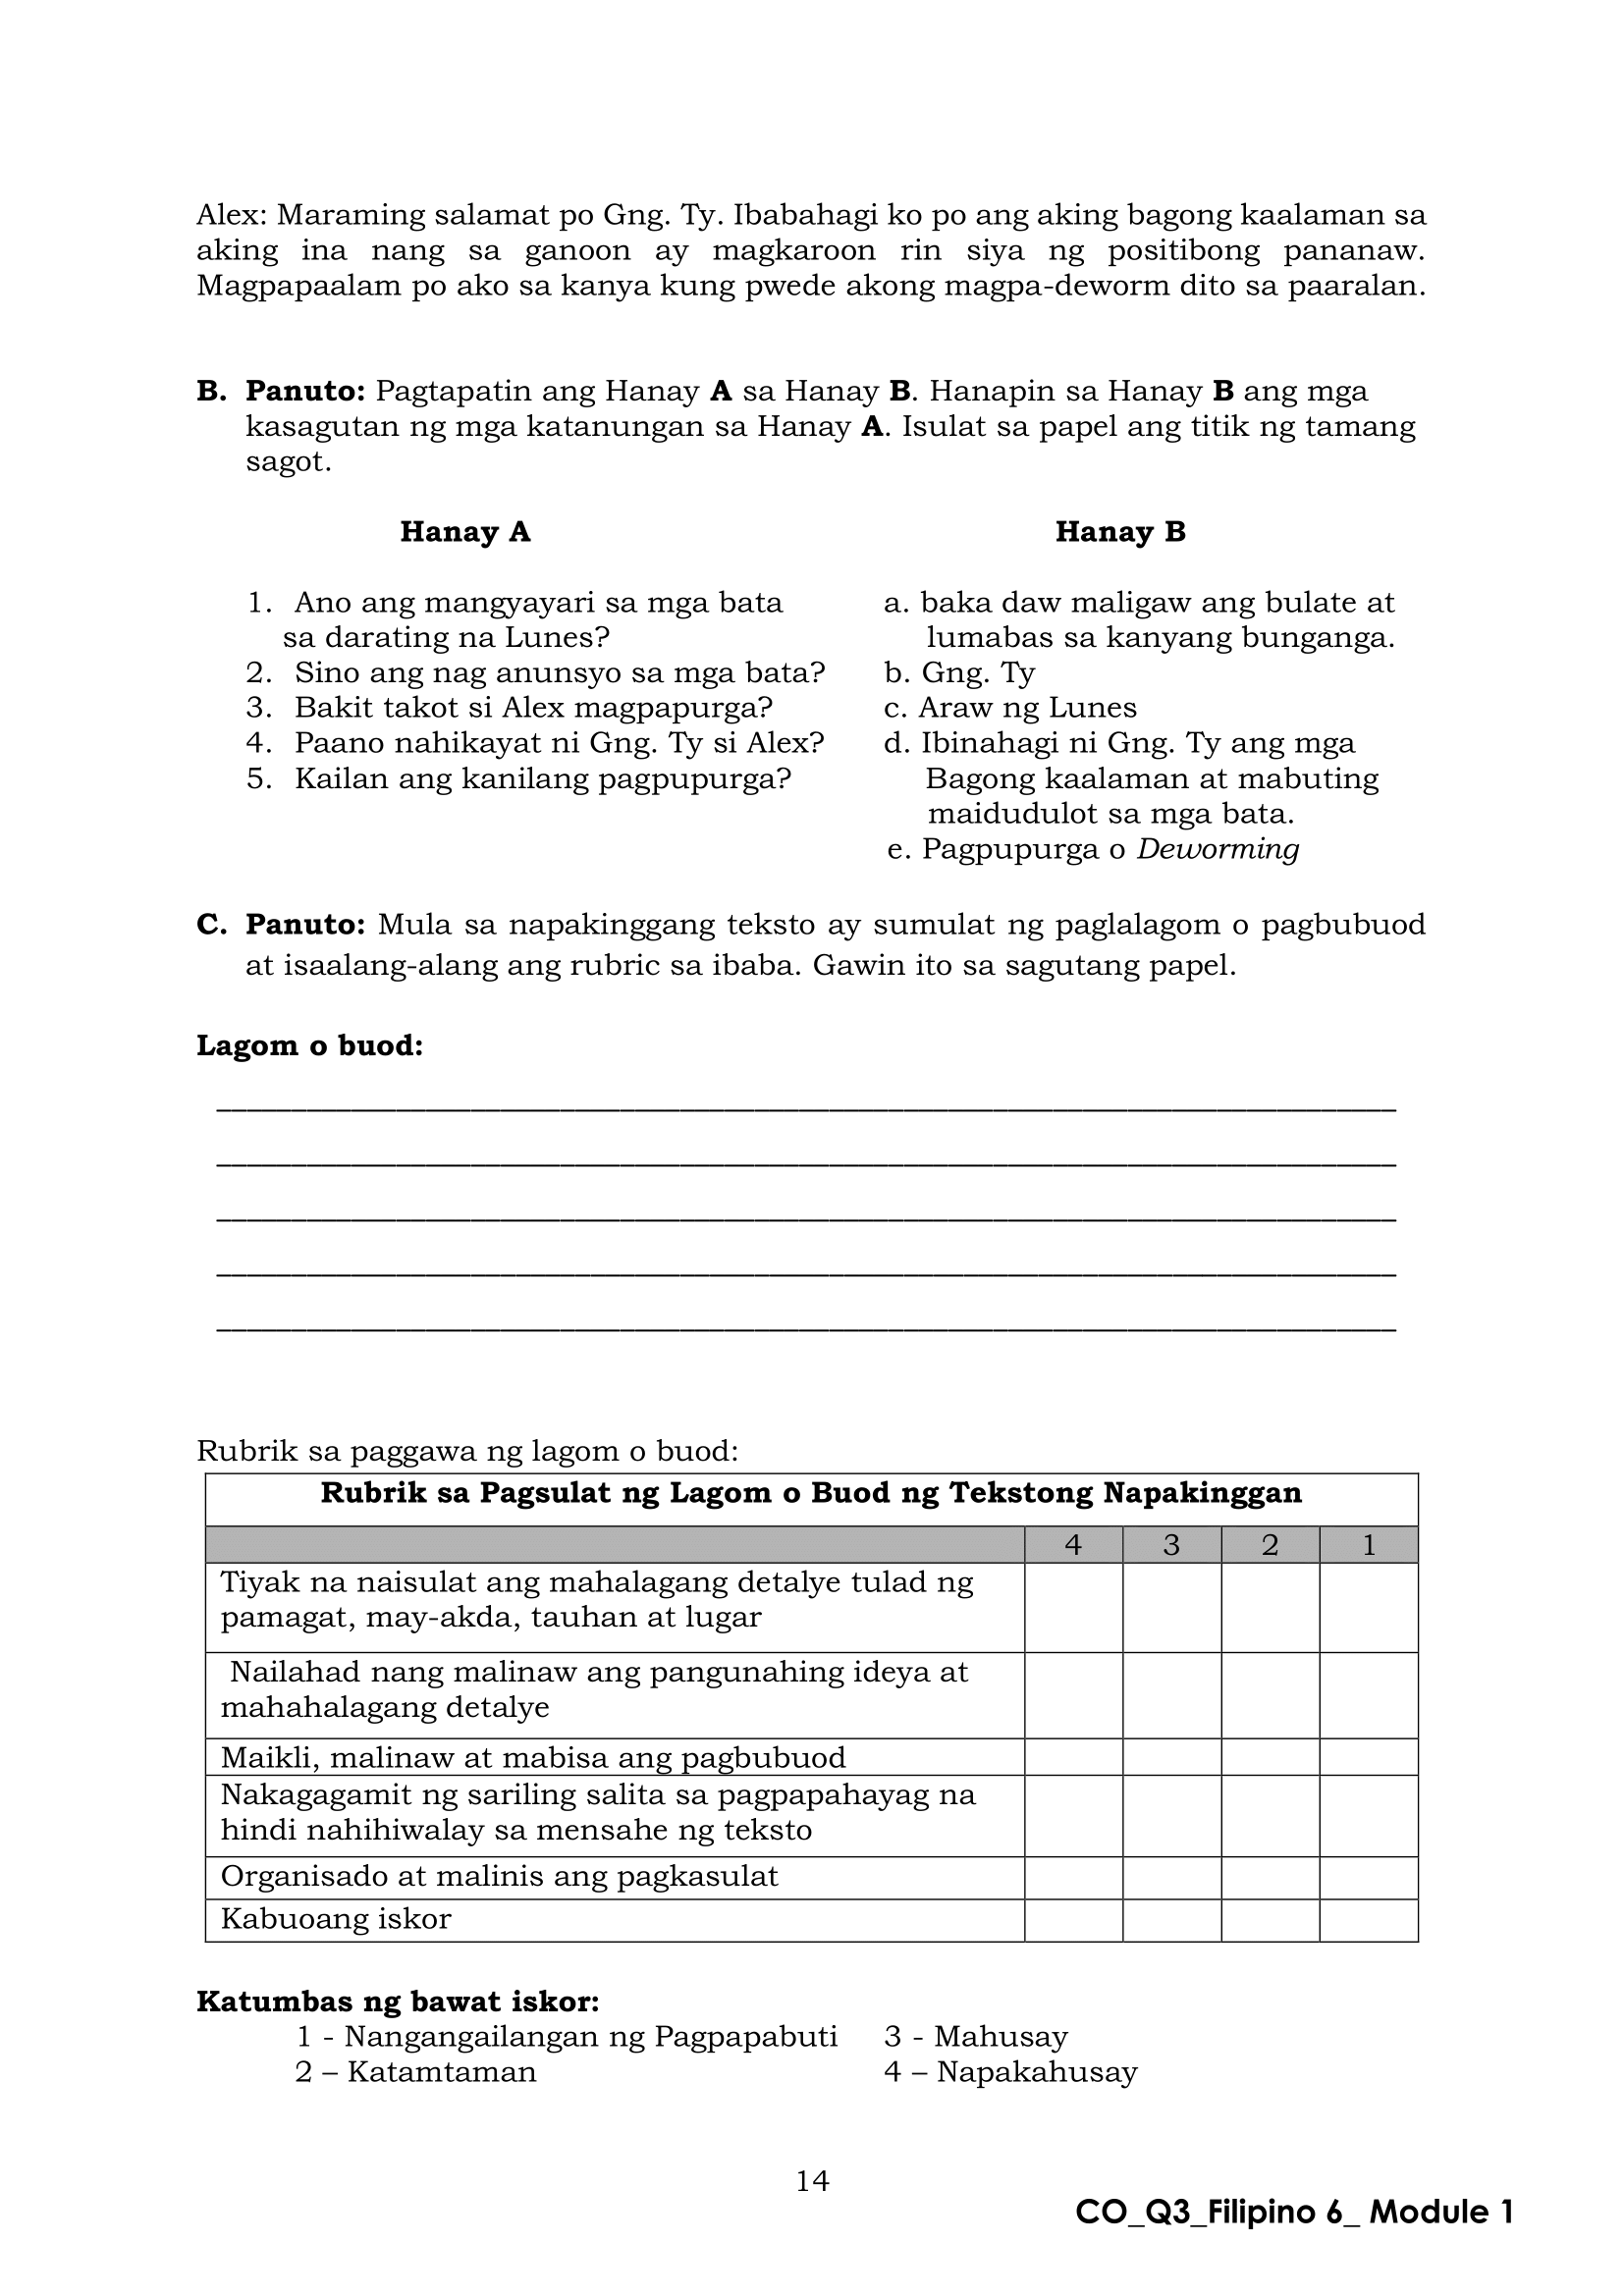 Alex: Maraming salamat po Gng. Ty. Ibabahagi ko po ang aking bagong kaalaman sa
aking ina nang sa ganoon ay magkaroon rin siya ng positibong pananaw.
Magpapaalam po ako sa kanya kung pwede akong magpa-deworm dito sa paaralan.
B. Panuto: Pagtapatin ang Hanay A sa Hanay B. Hanapin sa Hanay B ang mga
kasagutan ng mga katanungan sa Hanay A. Isulat sa papel ang titik ng tamang
sagot.
Hanay A
1. Ano ang mangyayari sa mga bata
sa darating na Lunes?
2. Sino ang nag anunsyo sa mga bata?
3. Bakit takot si Alex magpapurga?
4. Paano nahikayat ni Gng. Ty si Alex?
5. Kailan ang kanilang pagpupurga?
Hanay B
a. baka daw maligaw ang bulate at
lumabas sa kanyang bunganga.
b. Gng. Ty
c. Araw ng Lunes
d. Ibinahagi ni Gng. Ty ang mga
Bagong kaalaman at mabuting
maidudulot sa mga bata.
e. Pagpupurga o Deworming
C. Panuto: Mula sa napakinggang teksto ay sumulat ng paglalagom o pagbubuod
at isaalang-alang ang rubric sa ibaba. Gawin ito sa sagutang papel.
Lagom o buod:
Rubrik sa paggawa ng lagom o buod:
Rubrik sa Pagsulat ng Lagom o Buod ng Tekstong Napakinggan
4 3 2 1
Tiyak na naisulat ang mahalagang detalye tulad ng
pamagat, may-akda, tauhan at lugar
Nailahad nang malinaw ang pangunahing ideya at
mahahalagang detalye
Maikli, malinaw at mabisa ang pagbubuod
Nakagagamit ng sariling salita sa pagpapahayag na
hindi nahihiwalay sa mensahe ng teksto
Organisado at malinis ang pagkasulat
Kabuoang iskor
Katumbas ng bawat iskor:
1 - Nangangailangan ng Pagpapabuti 3 - Mahusay
2 – Katamtaman 4 – Napakahusay
14
CO_Q3_Filipino 6_ Module 1